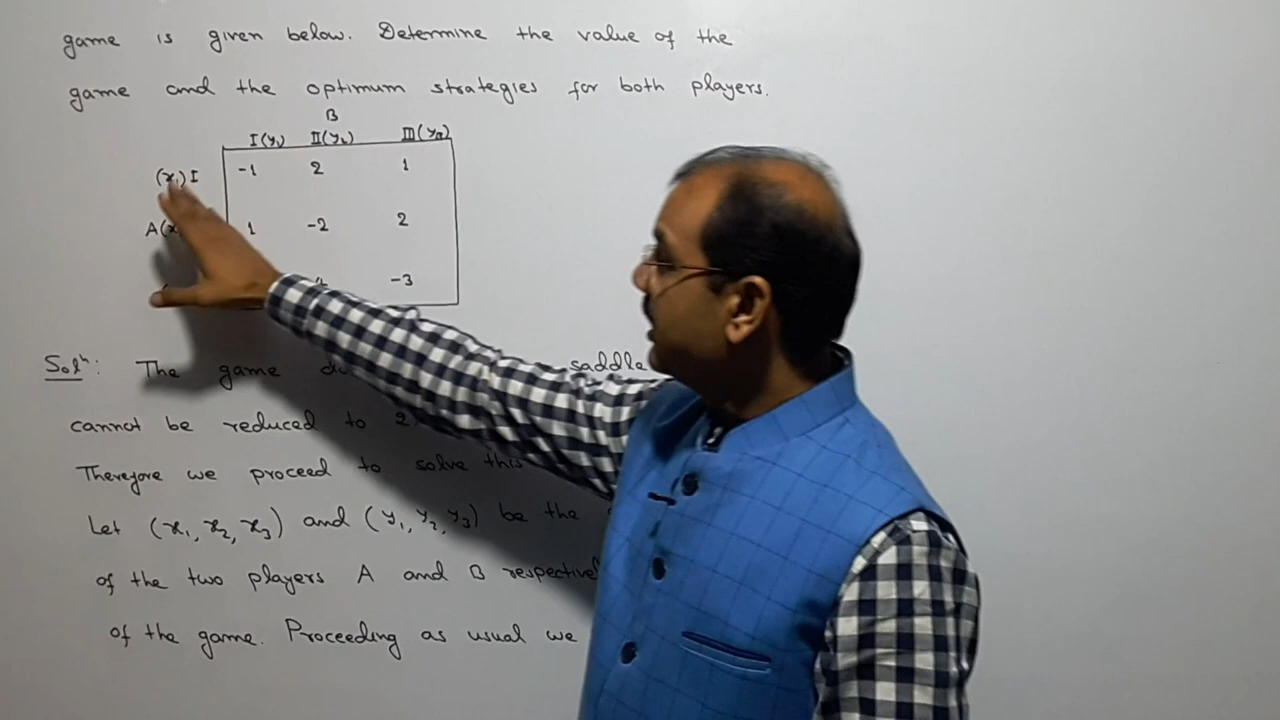 game is given below. Determine the value of the
game and the optimum strategies for both players.
B
I(y1) II(y2) III(y3)
(x1) I -1 2 1
A(x 1 -2 2
-3
Soln: The game saddle
cannot be reduced to 2
Therefore we proceed to solve this
Let (x1, x2, x3) and (y1, y2, y3) be the
of the two players A and B
of the game. Proceeding as usual we